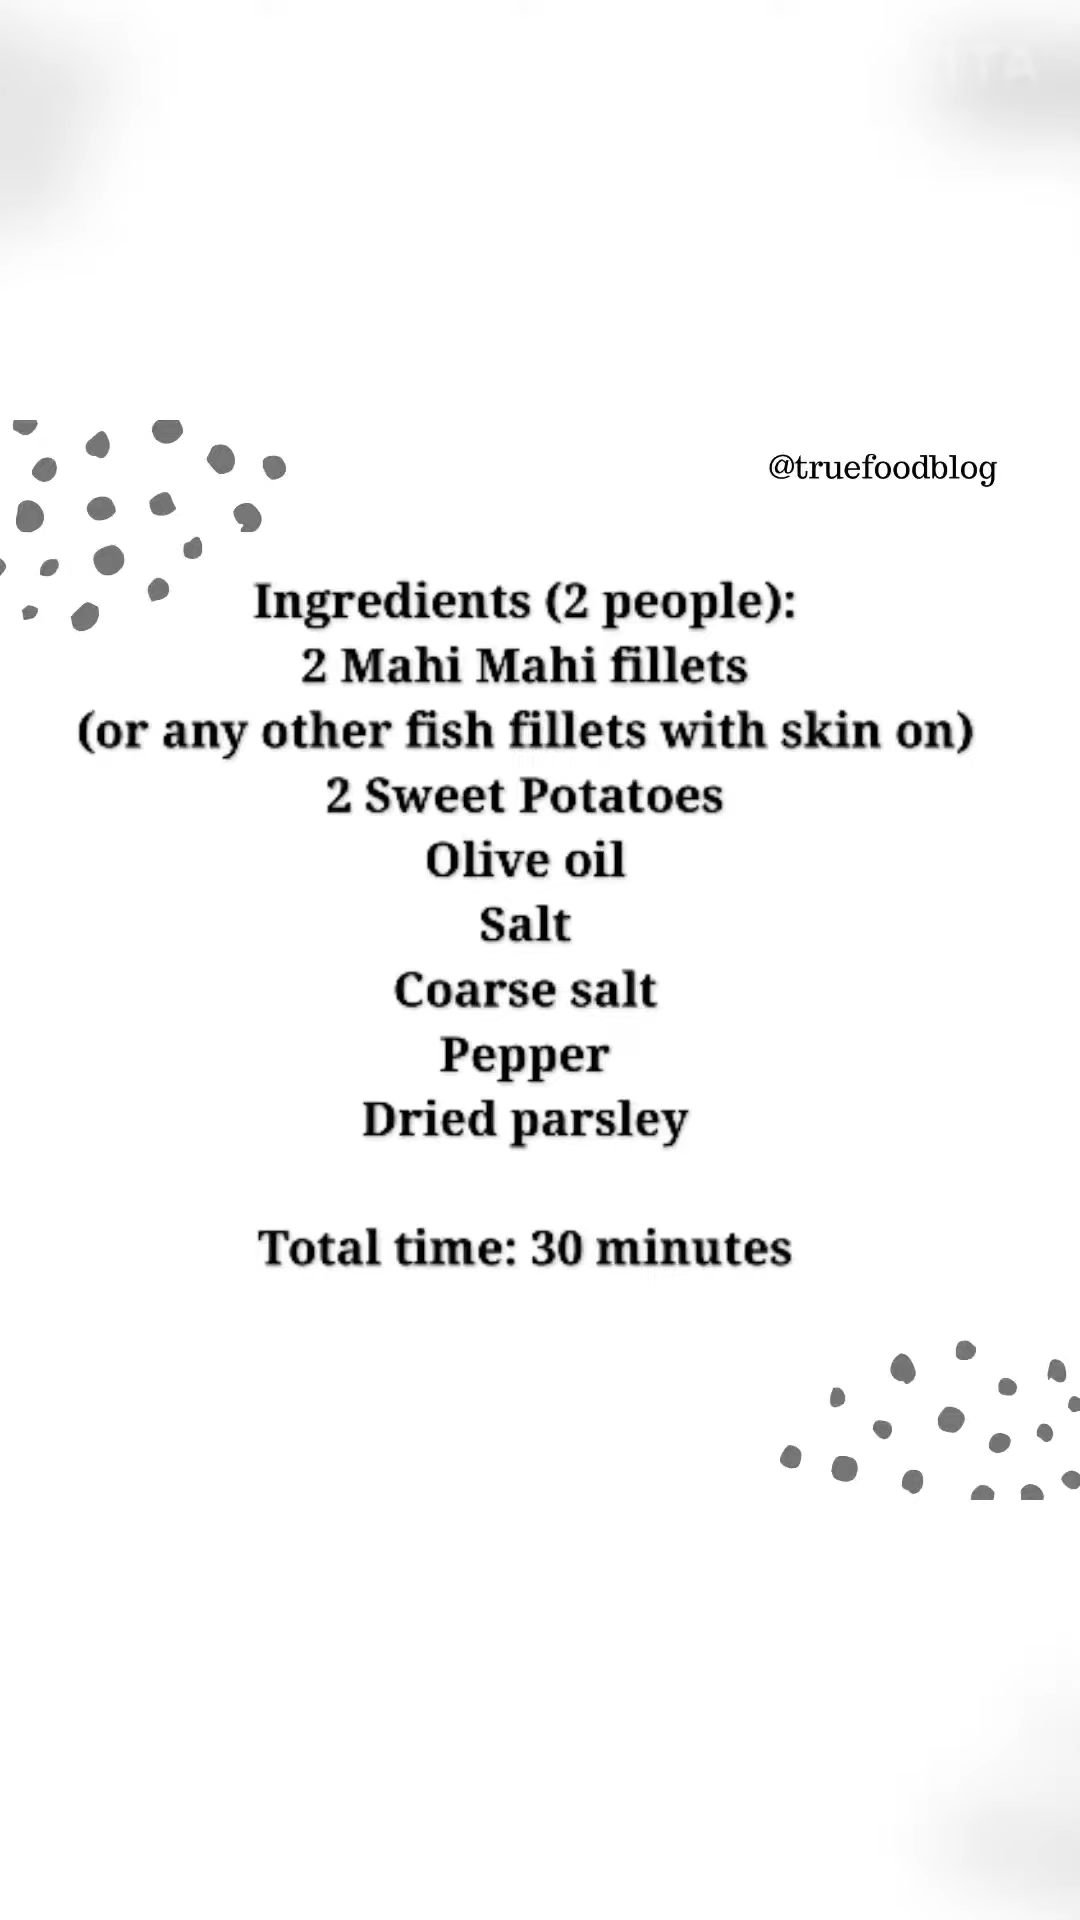 @truefoodblog
Ingredients (2 people):
2 Mahi Mahi fillets
(or any other fish fillets with skin on)
2 Sweet Potatoes
Olive oil
Salt
Coarse salt
Pepper
Dried parsley
Total time: 30 minutes